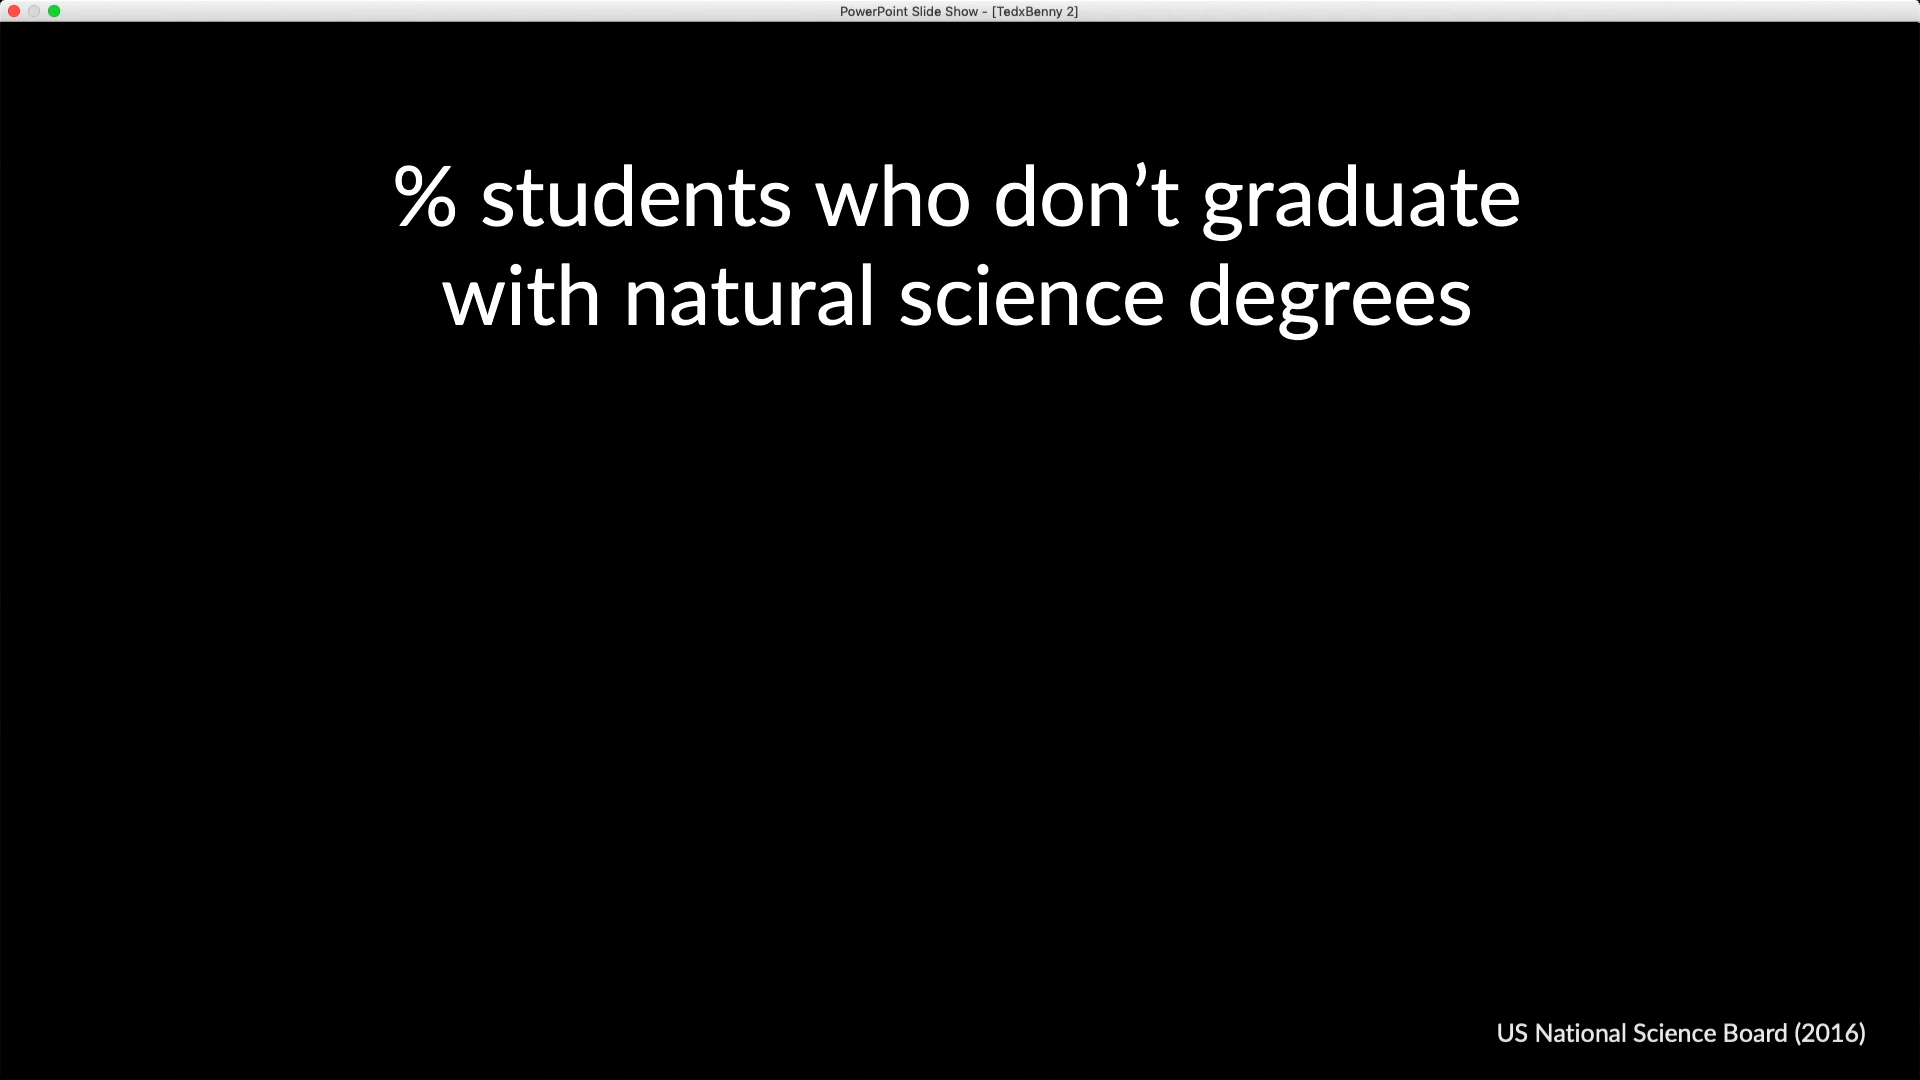 PowerPoint Slide Show - [TedxBenny 2]
% students who don’t graduate
with natural science degrees
US National Science Board (2016)